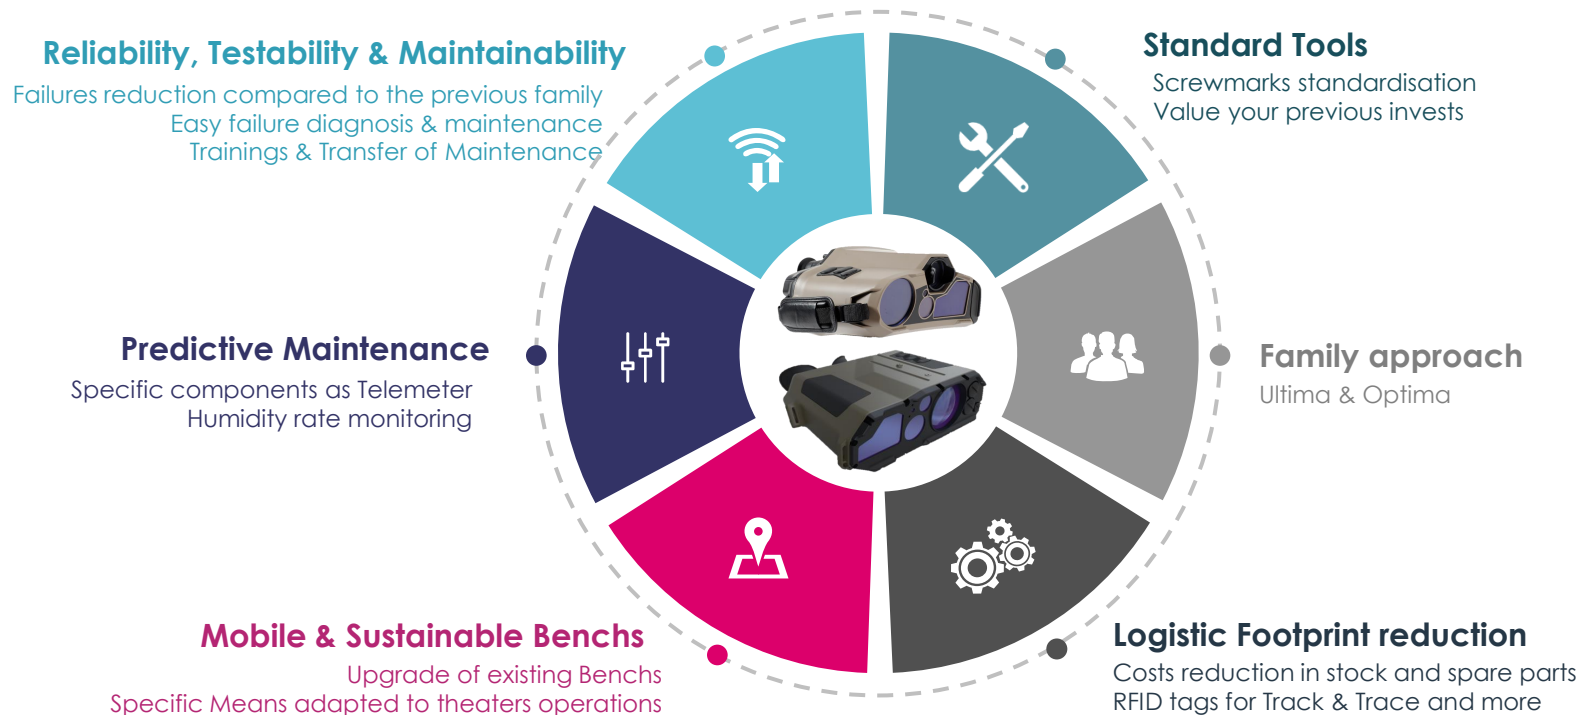 Reliability, Testability & Maintainability
Failures reduction compared to the previous family
Easy failure diagnosis & maintenance
Trainings & Transfer of Maintenance
Standard Tools
Screwmarks standardisation
Value your previous invests
Predictive Maintenance
Specific components as Telemeter
Humidity rate monitoring
Family approach
Ultima & Optima
Mobile & Sustainable Benchs
Upgrade of existing Benchs
Specific Means adapted to theaters operations
Logistic Footprint reduction
Costs reduction in stock and spare parts
RFID tags for Track & Trace and more